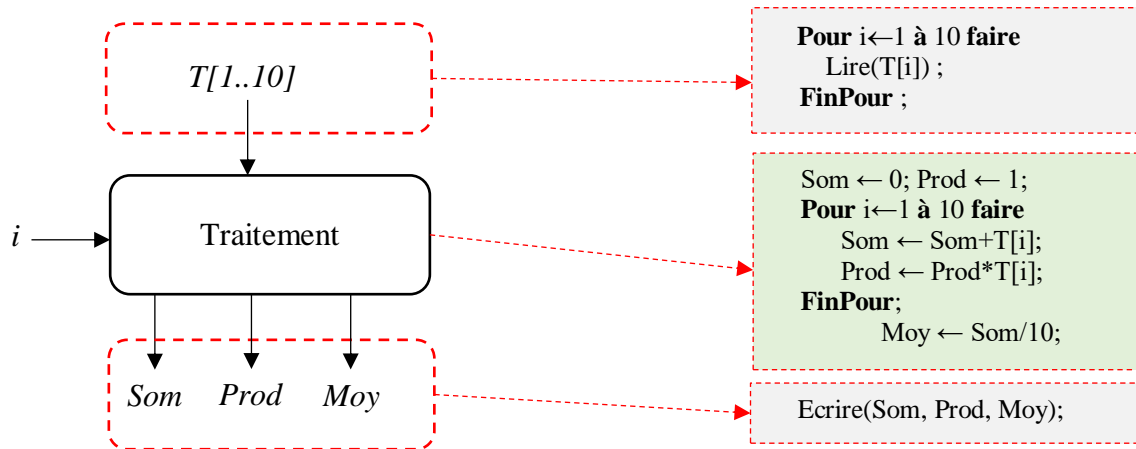 T[1..10]
i
Traitement
Som Prod Moy
Pour i←1 à 10 faire
Lire(T[i]) ;
FinPour ;
Som ← 0; Prod ← 1;
Pour i←1 à 10 faire
Som ← Som+T[i];
Prod ← Prod*T[i];
FinPour;
Moy ← Som/10;
Ecrire(Som, Prod, Moy);